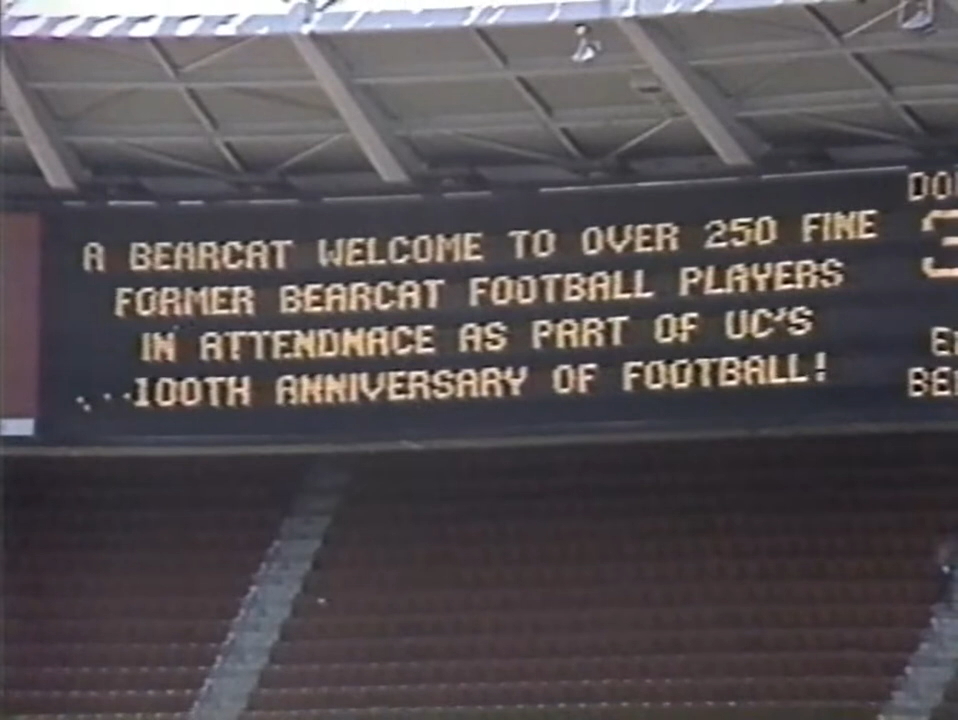 A BEARCAT WELCOME TO OVER 250 FINE
FORMER BEARCAT FOOTBALL PLAYERS
IN ATTENDMACE AS PART OF UC'S
...100TH ANNIVERSARY OF FOOTBALL!